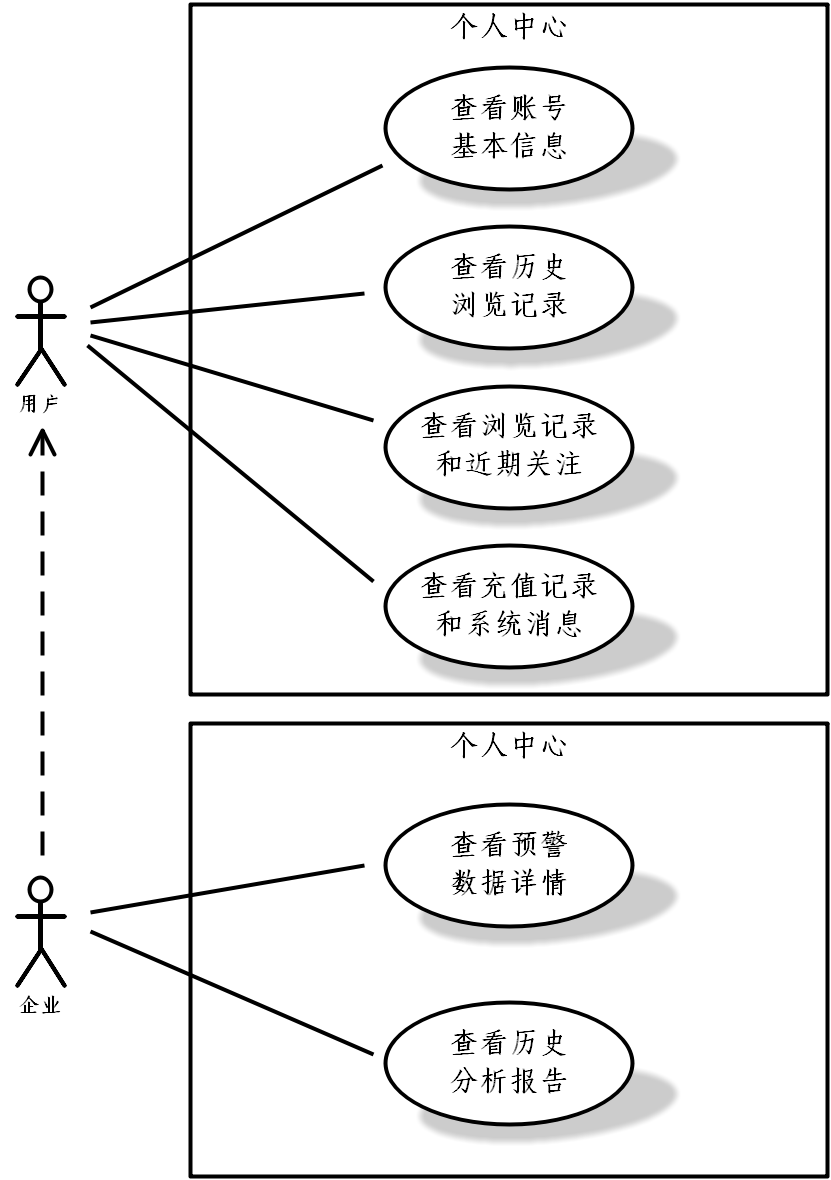 个人中心
查看账号
基本信息
查看历史
浏览记录
用户
查看浏览记录
和近期关注
查看充值记录
和系统消息
个人中心
查看预警
数据详情
企业
查看历史
分析报告